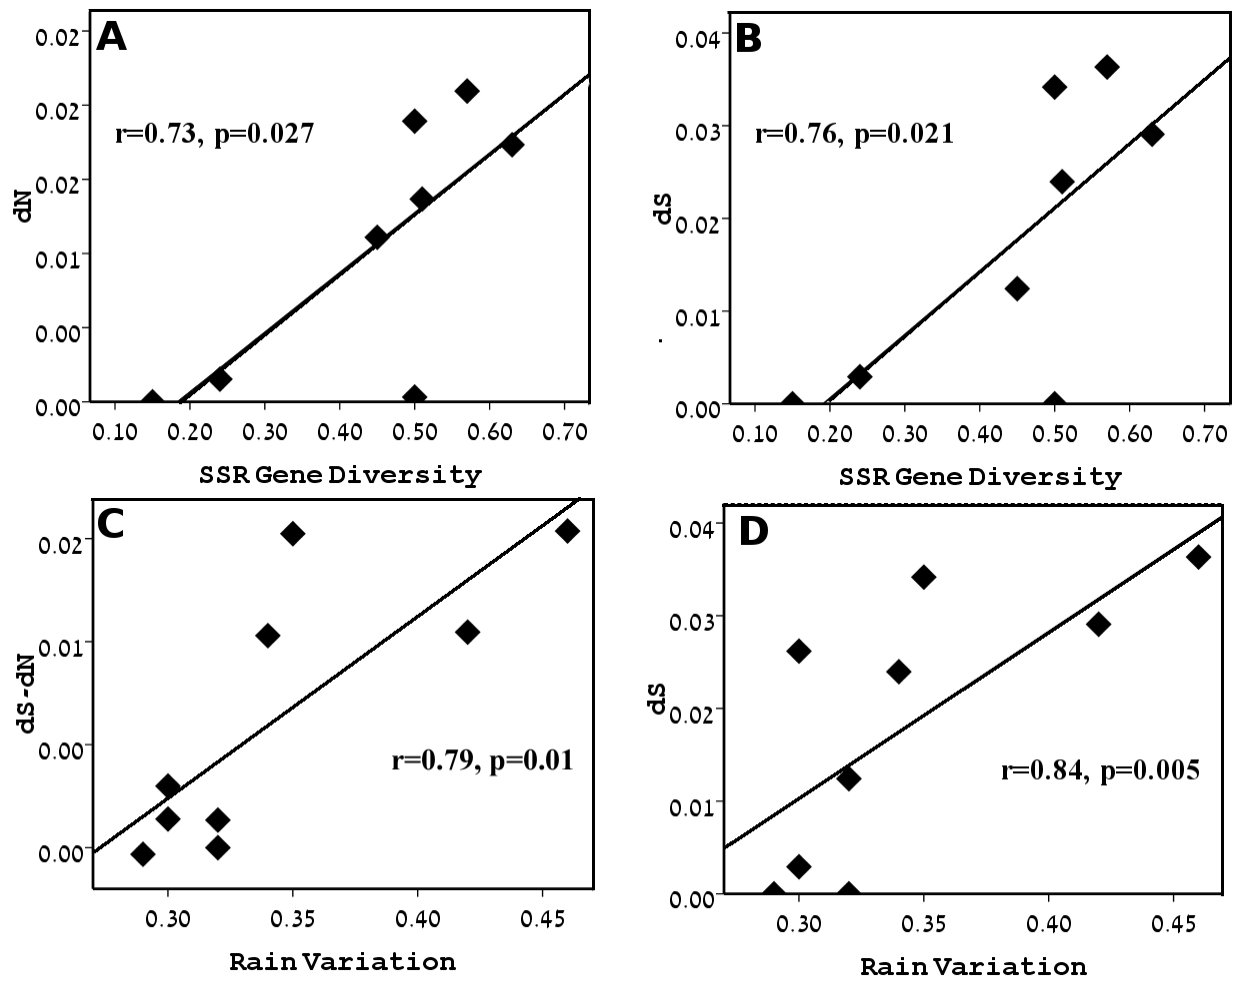 A
r=0.73, p=0.027
dN
0.02
0.02
0.02
0.01
0.00
0.00
0.10 0.20 0.30 0.40 0.50 0.60 0.70
SSR Gene Diversity
B
r=0.76, p=0.021
dS
0.04
0.03
0.02
0.01
0.00
0.10 0.20 0.30 0.40 0.50 0.60 0.70
SSR Gene Diversity
C
r=0.79, p=0.01
dS-dN
0.02
0.01
0.00
0.00
0.30 0.35 0.40 0.45
Rain Variation
D
r=0.84, p=0.005
dS
0.04
0.03
0.02
0.01
0.00
0.30 0.35 0.40 0.45
Rain Variation